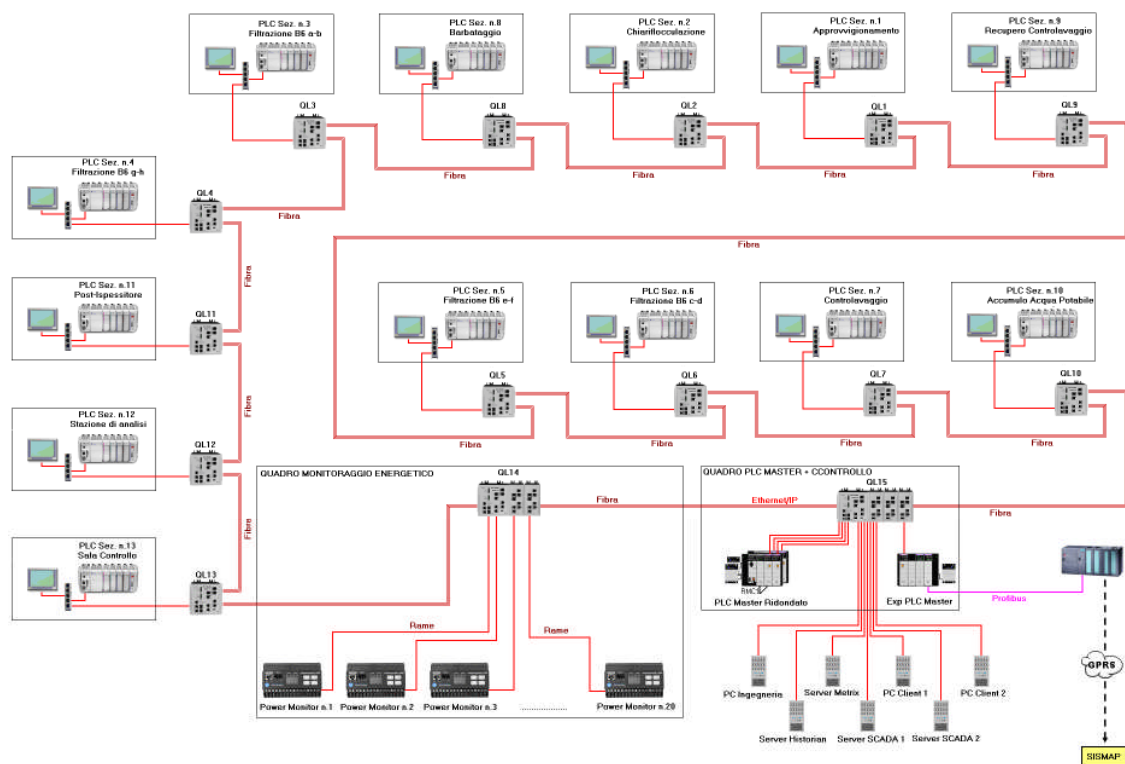 PLC Sez. n.3
Filtrazione B6 a-b
PLC Sez. n.8
Barbataggio
PLC Sez. n.2
Chiariflocculazione
PLC Sez. n.1
Approvvigionamento
PLC Sez. n.9
Recupero Controlavaggio
QL3
QL8
QL2
QL1
QL9
Fibra
Fibra
Fibra
Fibra
PLC Sez. n.4
Filtrazione B6 g-h
QL4
Fibra
Fibra
Fibra
PLC Sez. n.11
Post-Ispessitore
QL11
PLC Sez. n.5
Filtrazione B6 e-f
PLC Sez. n.6
Filtrazione B6 c-d
PLC Sez. n.7
Controlavaggio
PLC Sez. n.10
Accumulo Acqua Potabile
QL5
QL6
QL7
QL10
Fibra
Fibra
Fibra
Fibra
Fibra
PLC Sez. n.12
Stazione di analisi
QL12
Fibra
PLC Sez. n.13
Sala Controllo
QL13
QUADRO MONITORAGGIO ENERGETICO
QL14
Fibra
Rame
Rame
Power Monitor n.1
Power Monitor n.2
Power Monitor n.3
....................
Power Monitor n.20
QUADRO PLC MASTER + CCONTROLLO
QL15
Ethernet/IP
Fibra
RMC'S
PLC Master Ridondato
Exp PLC Master
Profibus
PC Ingegneria
Server Metrix
PC Client 1
PC Client 2
Server Historian
Server SCADA 1
Server SCADA 2
GPRS
SISMAP